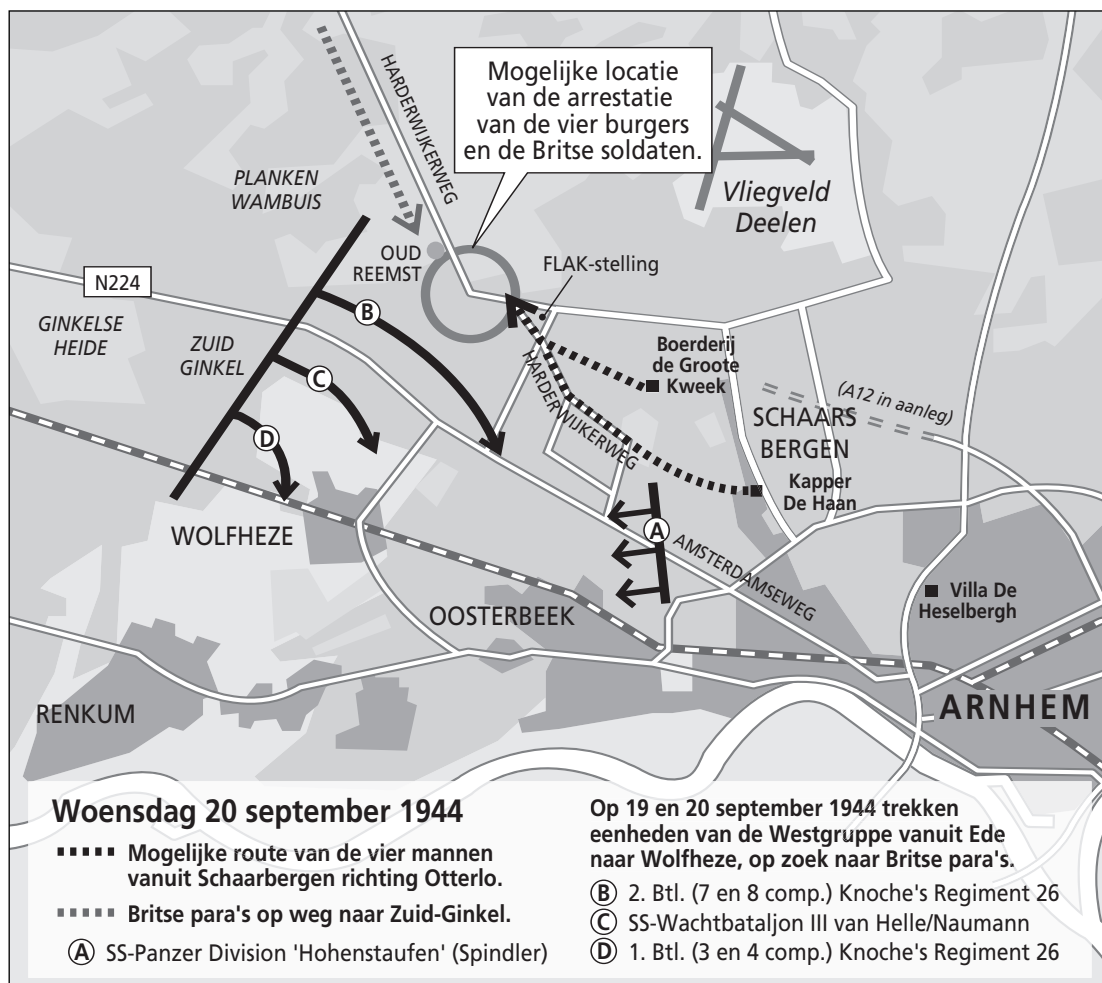 HARDERWIJKERWEG
Mogelijke locatie
van de arrestatie
van de vier burgers
en de Britse soldaten.
PLANKEN
WAMBUIS
Vliegveld
Deelen
OUD
REEMST
FLAK-stelling
N224
B
GINKELSE
HEIDE
ZUID
GINKEL
Boerderij
de Groote
Kweek
C
HARDERWIJKERWEG
(A12 in aanleg)
SCHAARS
BERGEN
D
Kapper
De Haan
WOLFHEZE
A
AMSTERDAMSEWEG
Villa De
Heselbergh
OOSTERBEEK
RENKUM
ARNHEM
Woensdag 20 september 1944
Mogelijke route van de vier mannen
vanuit Schaarbergen richting Otterlo.
Britse para's op weg naar Zuid-Ginkel.
A SS-Panzer Division 'Hohenstaufen' (Spindler)
Op 19 en 20 september 1944 trekken
eenheden van de Westgruppe vanuit Ede
naar Wolfheze, op zoek naar Britse para's.
B 2. Btl. (7 en 8 comp.) Knoche's Regiment 26
C SS-Wachtbataljon III van Helle/Naumann
D 1. Btl. (3 en 4 comp.) Knoche's Regiment 26